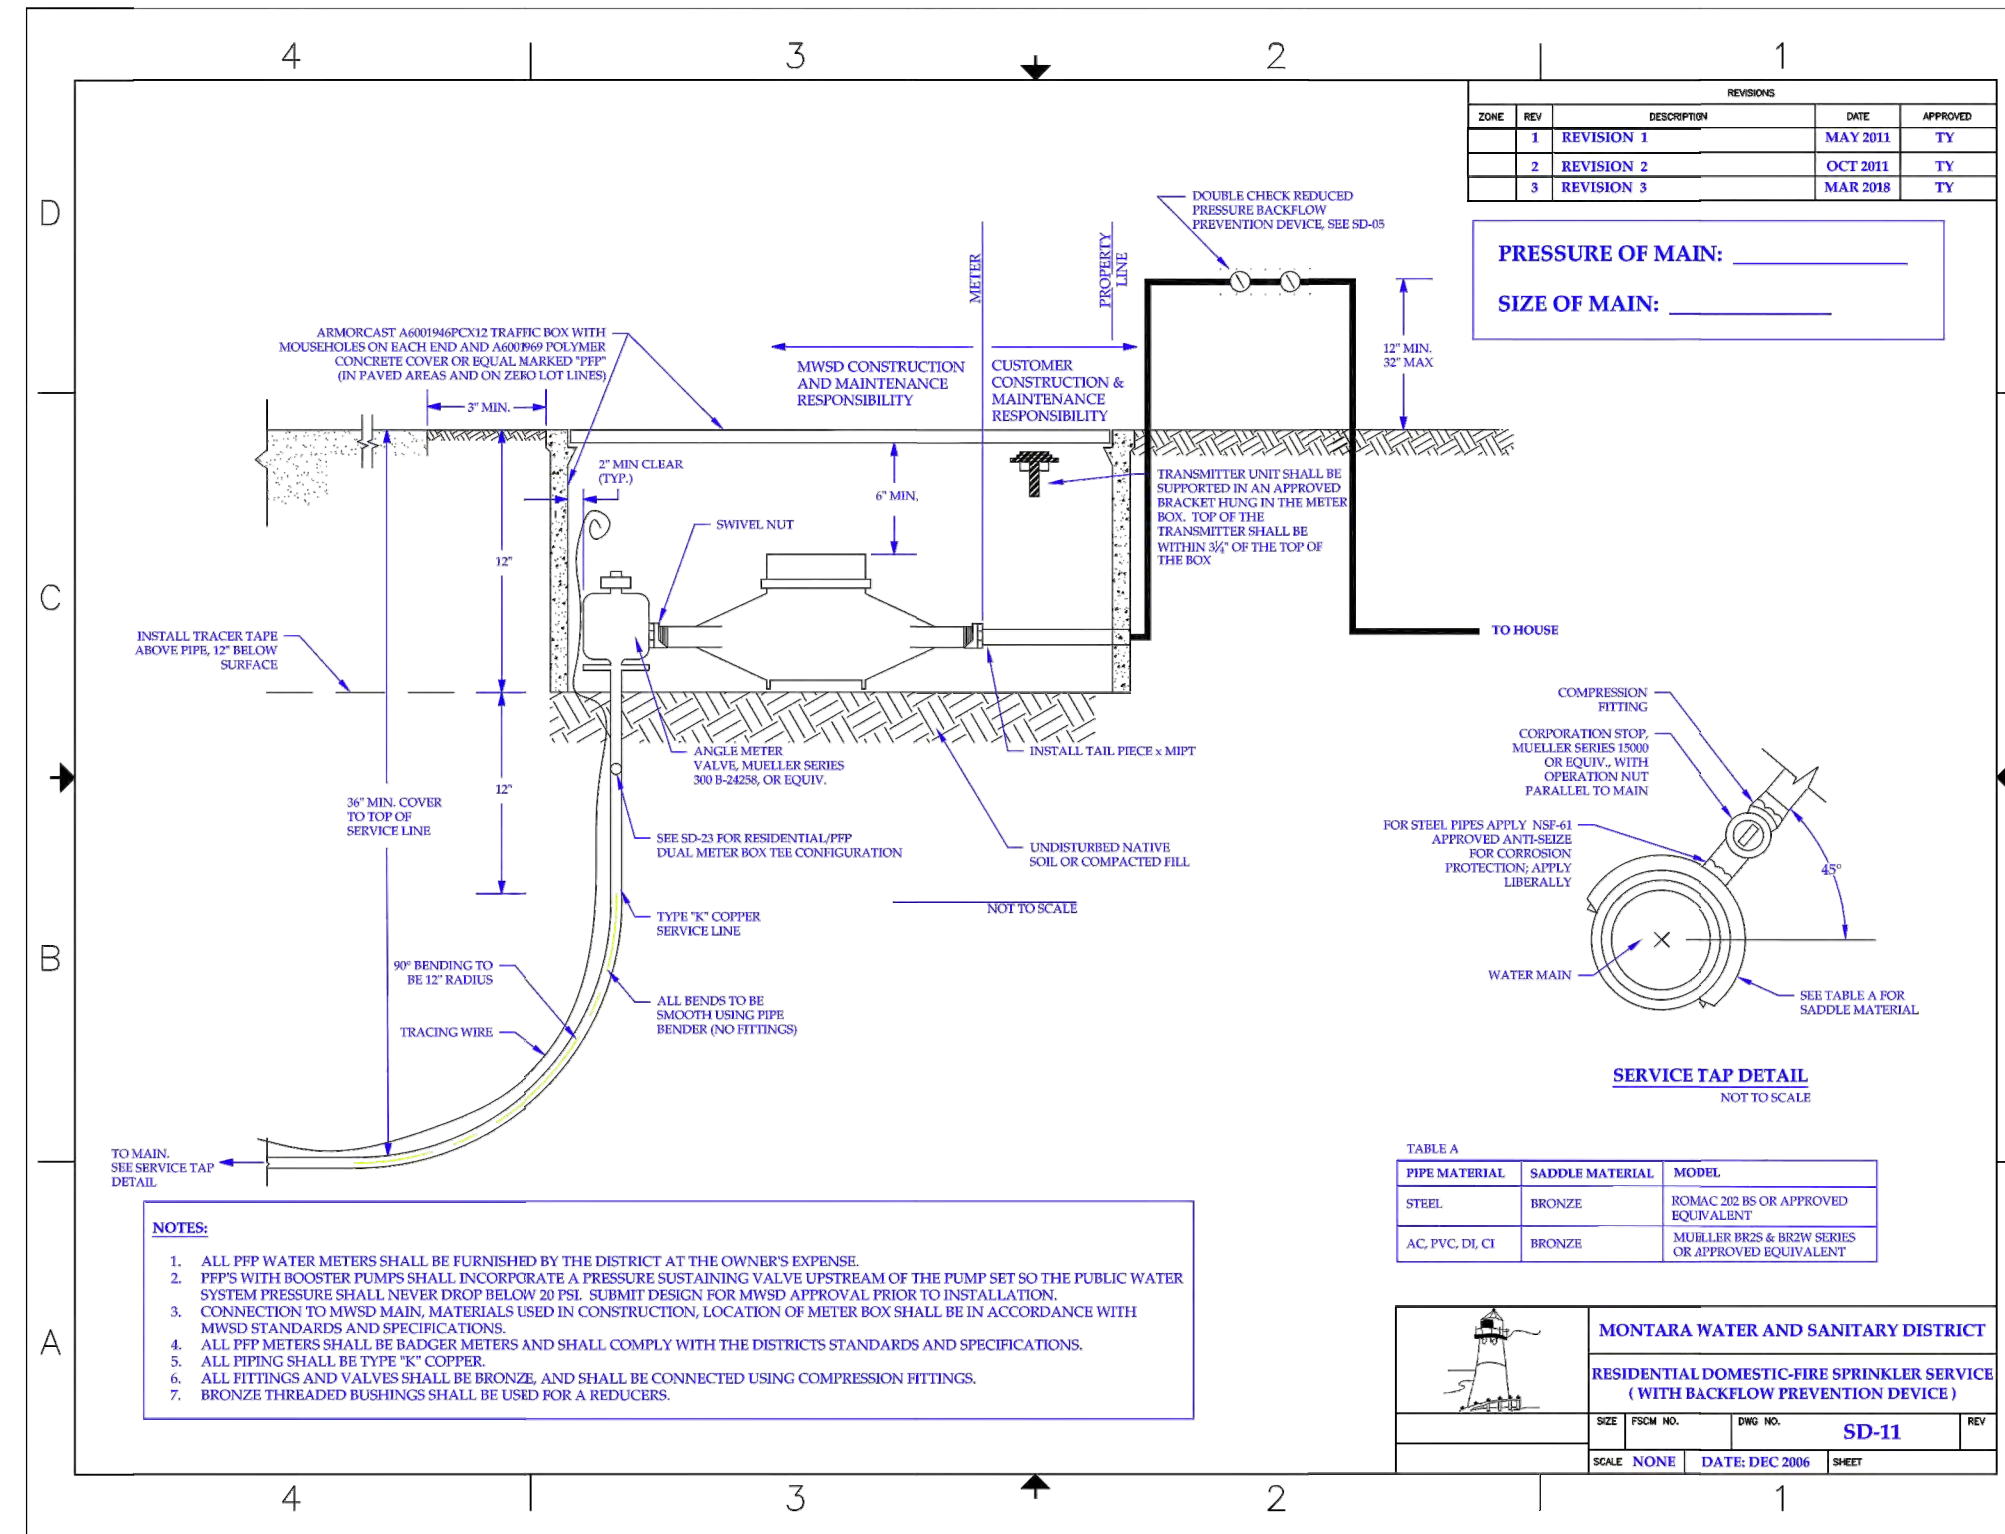 4
3
2
1
REVISIONS
ZONE REV DESCRIPTION DATE APPROVED
1 REVISION 1 MAY 2011 TY
2 REVISION 2 OCT 2011 TY
3 REVISION 3 MAR 2018 TY
D
DOUBLE CHECK REDUCED
PRESSURE BACKFLOW
PREVENTION DEVICE, SEE SD-05
PRESSURE OF MAIN:
SIZE OF MAIN:
METER
PROPERTY
LINE
ARMORCAST A6001946PCX12 TRAFFIC BOX WITH
MOUSEHOLES ON EACH END AND A6001969 POLYMER
CONCRETE COVER OR EQUAL MARKED "PFP"
(IN PAVED AREAS AND ON ZERO LOT LINES)
MWSD CONSTRUCTION
AND MAINTENANCE
RESPONSIBILITY
CUSTOMER
CONSTRUCTION &
MAINTENANCE
RESPONSIBILITY
12" MIN.
32" MAX
3" MIN.
2" MIN CLEAR
(TYP.)
6" MIN.
SWIVEL NUT
TRANSMITTER UNIT SHALL BE
SUPPORTED IN AN APPROVED
BRACKET HUNG IN THE METER
BOX. TOP OF THE
TRANSMITTER SHALL BE
WITHIN 3¼" OF THE TOP OF
THE BOX
12"
C
INSTALL TRACER TAPE
ABOVE PIPE, 12" BELOW
SURFACE
TO HOUSE
COMPRESSION
FITTING
CORPORATION STOP,
MUELLER SERIES 15000
OR EQUIV., WITH
OPERATION NUT
PARALLEL TO MAIN
ANGLE METER
VALVE, MUELLER SERIES
300 B-24258, OR EQUIV.
INSTALL TAIL PIECE x MIPT
12"
36" MIN. COVER
TO TOP OF
SERVICE LINE
SEE SD-23 FOR RESIDENTIAL/PFP
DUAL METER BOX TEE CONFIGURATION
UNDISTURBED NATIVE
SOIL OR COMPACTED FILL
FOR STEEL PIPES APPLY NSF-61
APPROVED ANTI-SEIZE
FOR CORROSION
PROTECTION; APPLY
LIBERALLY
45°
NOT TO SCALE
TYPE "K" COPPER
SERVICE LINE
B
90° BENDING TO
BE 12" RADIUS
WATER MAIN
SEE TABLE A FOR
SADDLE MATERIAL
ALL BENDS TO BE
SMOOTH USING PIPE
BENDER (NO FITTINGS)
TRACING WIRE
SERVICE TAP DETAIL
NOT TO SCALE
TO MAIN.
SEE SERVICE TAP
DETAIL
TABLE A
PIPE MATERIAL SADDLE MATERIAL MODEL
STEEL BRONZE ROMAC 202 BS OR APPROVED
EQUIVALENT
AC, PVC, DI, CI BRONZE MUELLER BR2S & BR2W SERIES
OR APPROVED EQUIVALENT
NOTES:
1. ALL PFP WATER METERS SHALL BE FURNISHED BY THE DISTRICT AT THE OWNER'S EXPENSE.
2. PFP'S WITH BOOSTER PUMPS SHALL INCORPORATE A PRESSURE SUSTAINING VALVE UPSTREAM OF THE PUMP SET SO THE PUBLIC WATER
SYSTEM PRESSURE SHALL NEVER DROP BELOW 20 PSI. SUBMIT DESIGN FOR MWSD APPROVAL PRIOR TO INSTALLATION.
3. CONNECTION TO MWSD MAIN, MATERIALS USED IN CONSTRUCTION, LOCATION OF METER BOX SHALL BE IN ACCORDANCE WITH
MWSD STANDARDS AND SPECIFICATIONS.
4. ALL PFP METERS SHALL BE BADGER METERS AND SHALL COMPLY WITH THE DISTRICTS STANDARDS AND SPECIFICATIONS.
5. ALL PIPING SHALL BE TYPE "K" COPPER.
6. ALL FITTINGS AND VALVES SHALL BE BRONZE, AND SHALL BE CONNECTED USING COMPRESSION FITTINGS.
7. BRONZE THREADED BUSHINGS SHALL BE USED FOR A REDUCERS.
A
MONTARA WATER AND SANITARY DISTRICT
RESIDENTIAL DOMESTIC-FIRE SPRINKLER SERVICE
( WITH BACKFLOW PREVENTION DEVICE )
SIZE FSCM NO. DWG NO. SD-11 REV
SCALE NONE DATE: DEC 2006 SHEET
4
3
2
1